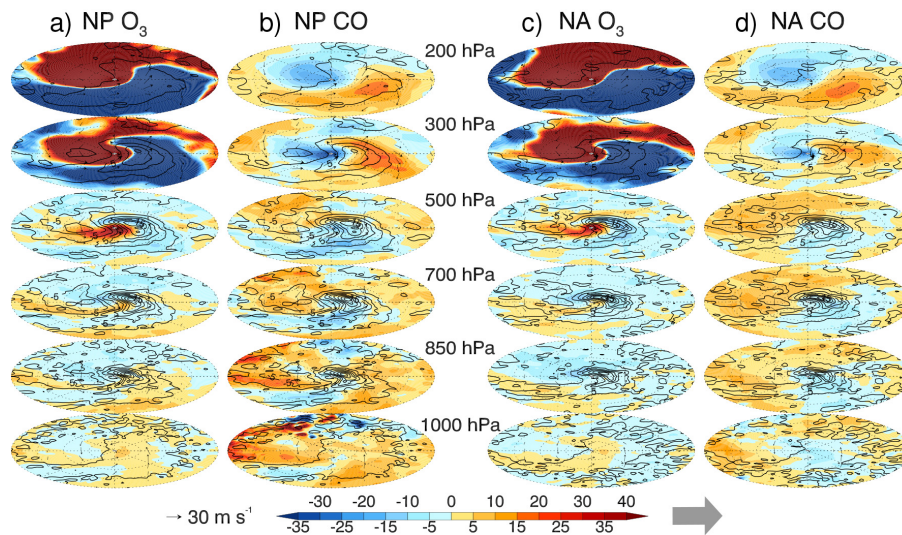 a) NP O₃
b) NP CO
c) NA O₃
d) NA CO
200 hPa
300 hPa
500 hPa
700 hPa
850 hPa
1000 hPa
→ 30 m s⁻¹
-30 -20 -10 0 10 20 30 40
-35 -25 -15 -5 5 15 25 35